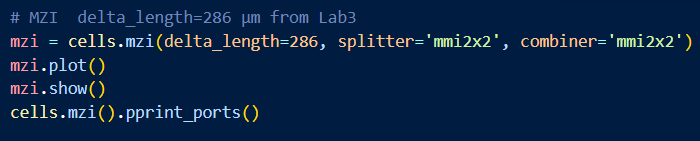 # MZI  delta_length=286 µm from Lab3
mzi = cells.mzi(delta_length=286, splitter='mmi2x2', combiner='mmi2x2')
mzi.plot()
mzi.show()
cells.mzi().pprint_ports()